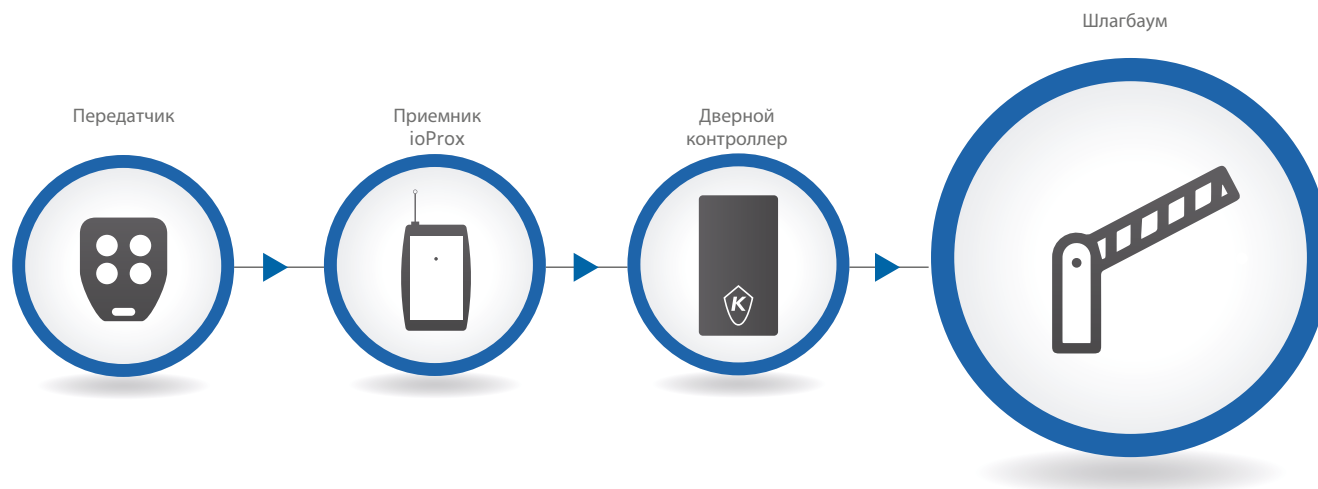 Шлагбаум
Передатчик
Приемник
ioProx
Дверной
контроллер
K